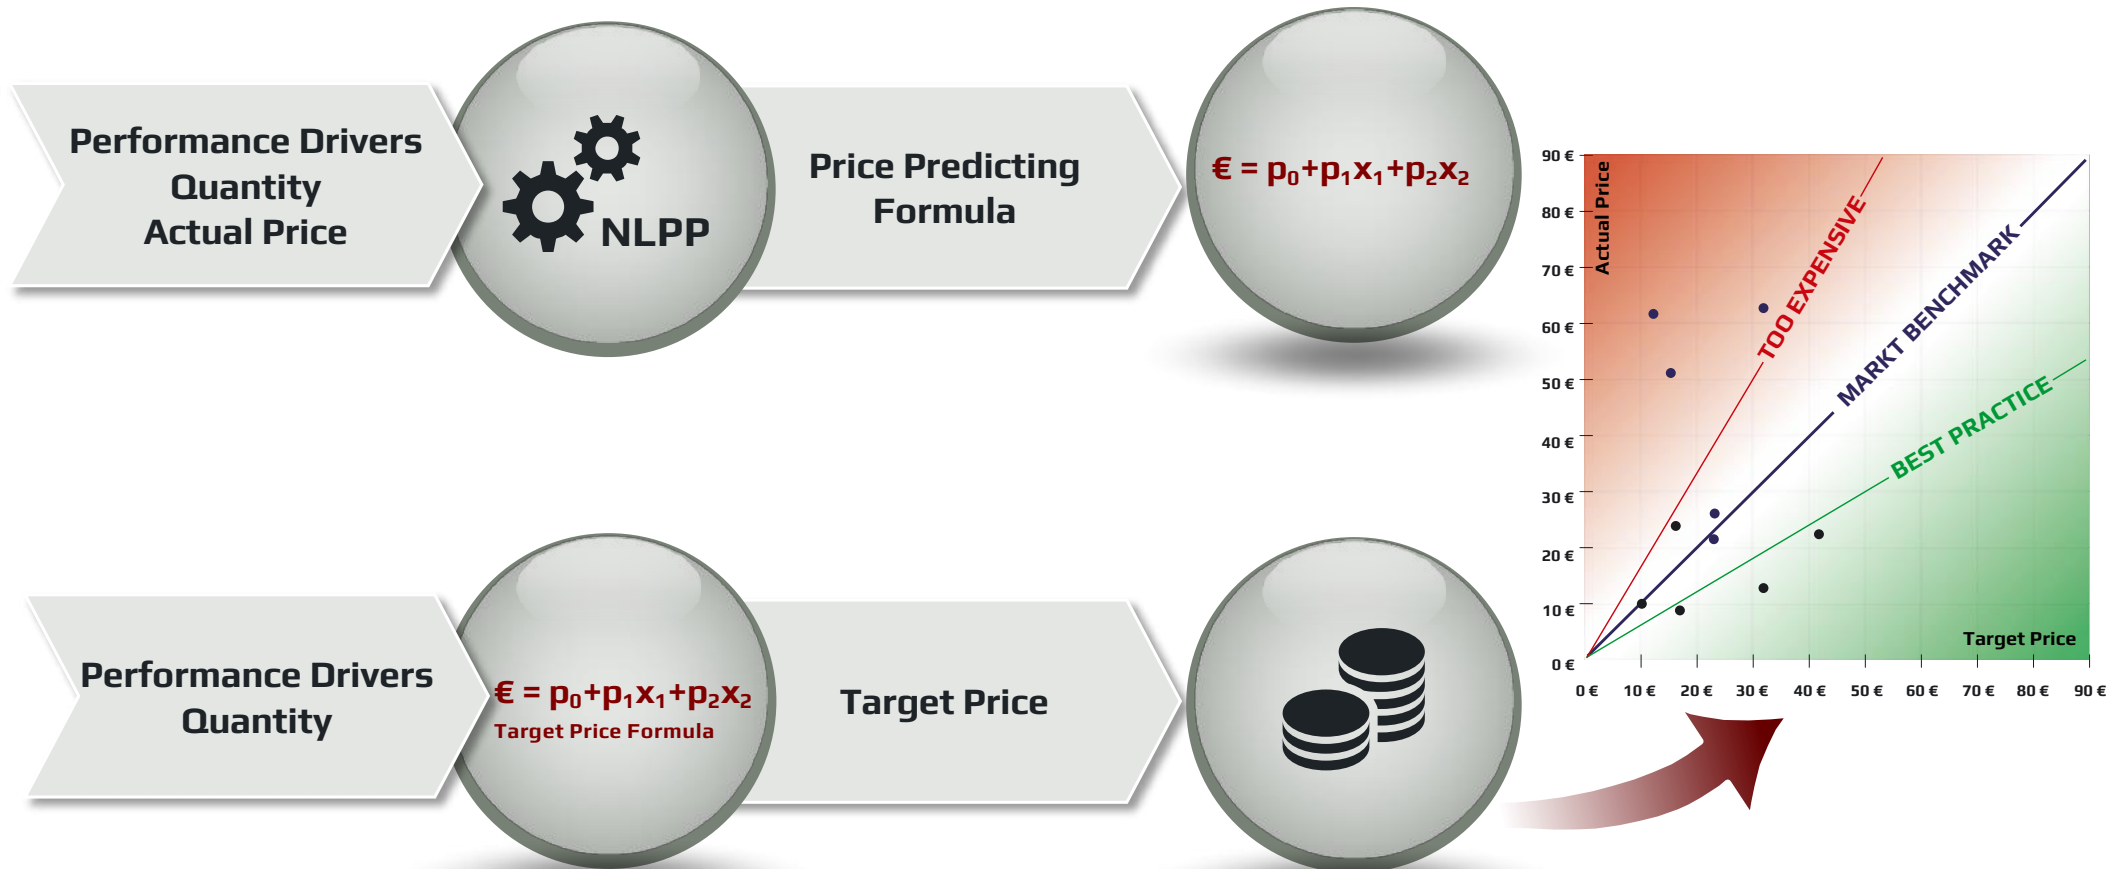 Performance Drivers
Quantity
Actual Price
NLPP
Price Predicting
Formula
€ = p₀+p₁x₁+p₂x₂
Performance Drivers
Quantity
€ = p₀+p₁x₁+p₂x₂
Target Price Formula
Target Price
90 €
80 €
70 €
60 €
50 €
40 €
30 €
20 €
10 €
0 €
Actual Price
TOO EXPENSIVE
MARKT BENCHMARK
BEST PRACTICE
Target Price
0 € 10 € 20 € 30 € 40 € 50 € 60 € 70 € 80 € 90 €